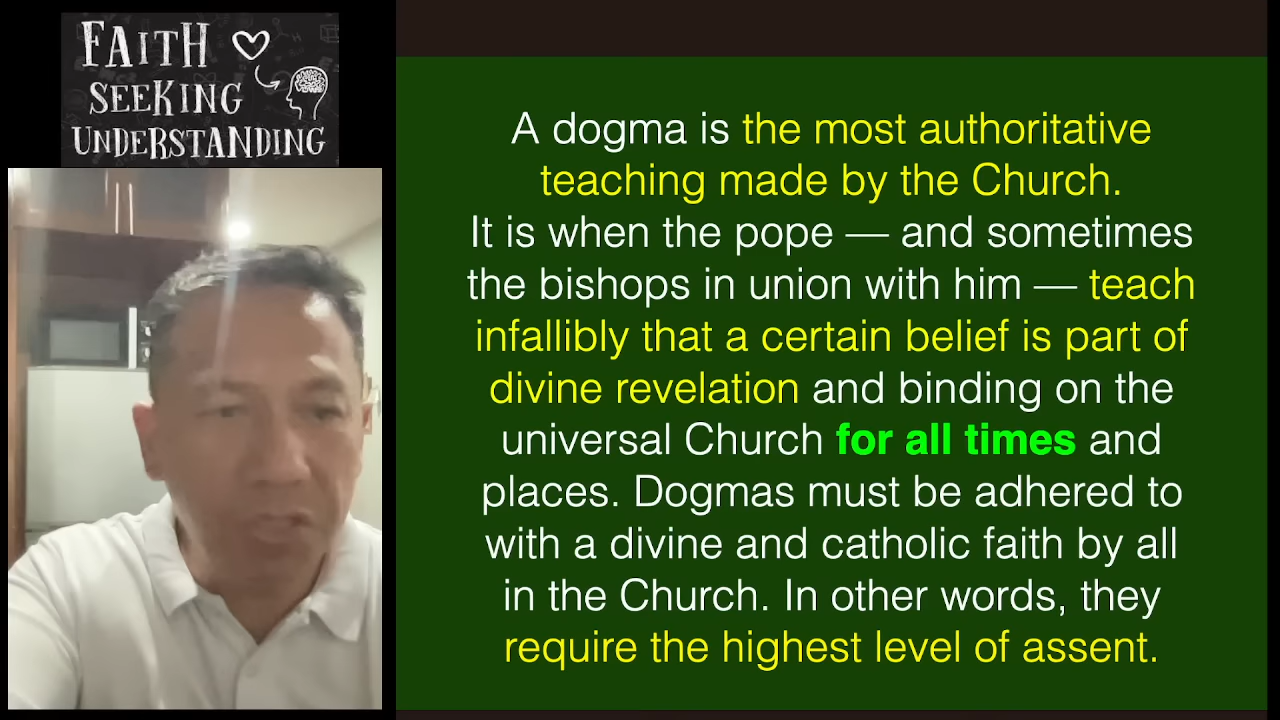 FAITH
SEEKING
UNDERSTANDING
A dogma is the most authoritative
teaching made by the Church.
It is when the pope — and sometimes
the bishops in union with him — teach
infallibly that a certain belief is part of
divine revelation and binding on the
universal Church for all times and
places. Dogmas must be adhered to
with a divine and catholic faith by all
in the Church. In other words, they
require the highest level of assent.